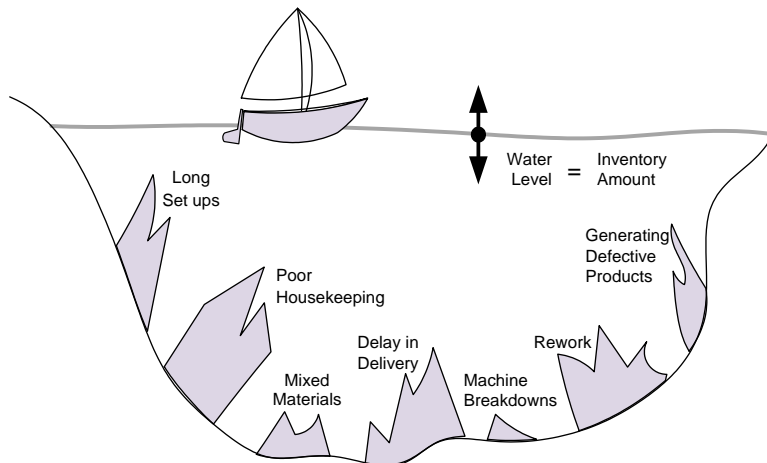 Water
Level
=
Inventory
Amount
Long
Set ups
Generating
Defective
Products
Poor
Housekeeping
Delay in
Delivery
Rework
Mixed
Materials
Machine
Breakdowns